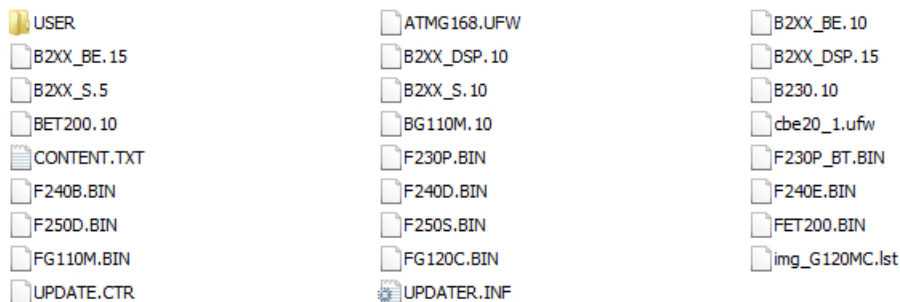 USER ATMG168.UFW B2XX_BE.10
B2XX_BE.15 B2XX_DSP.10 B2XX_DSP.15
B2XX_S.5 B2XX_S.10 B230.10
BET200.10 BG110M.10 cbe20_1.ufw
CONTENT.TXT F230P.BIN F230P_BT.BIN
F240B.BIN F240D.BIN F240E.BIN
F250D.BIN F250S.BIN FET200.BIN
FG110M.BIN FG120C.BIN img_G120MC.lst
UPDATE.CTR UPDATER.INF